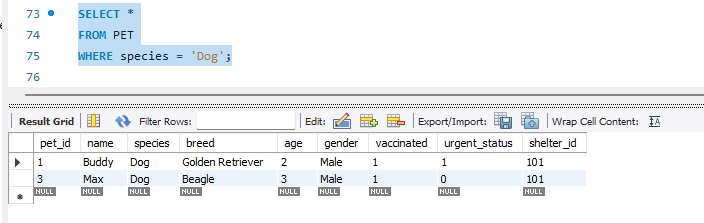 73 SELECT *
74 FROM PET
75 WHERE species = 'Dog';
76
Result Grid Filter Rows: Edit: Export/Import: Wrap Cell Content:
pet_id name species breed age gender vaccinated urgent_status shelter_id
1 Buddy Dog Golden Retriever 2 Male 1 1 101
3 Max Dog Beagle 3 Male 1 0 101
NULL NULL NULL NULL NULL NULL NULL NULL NULL